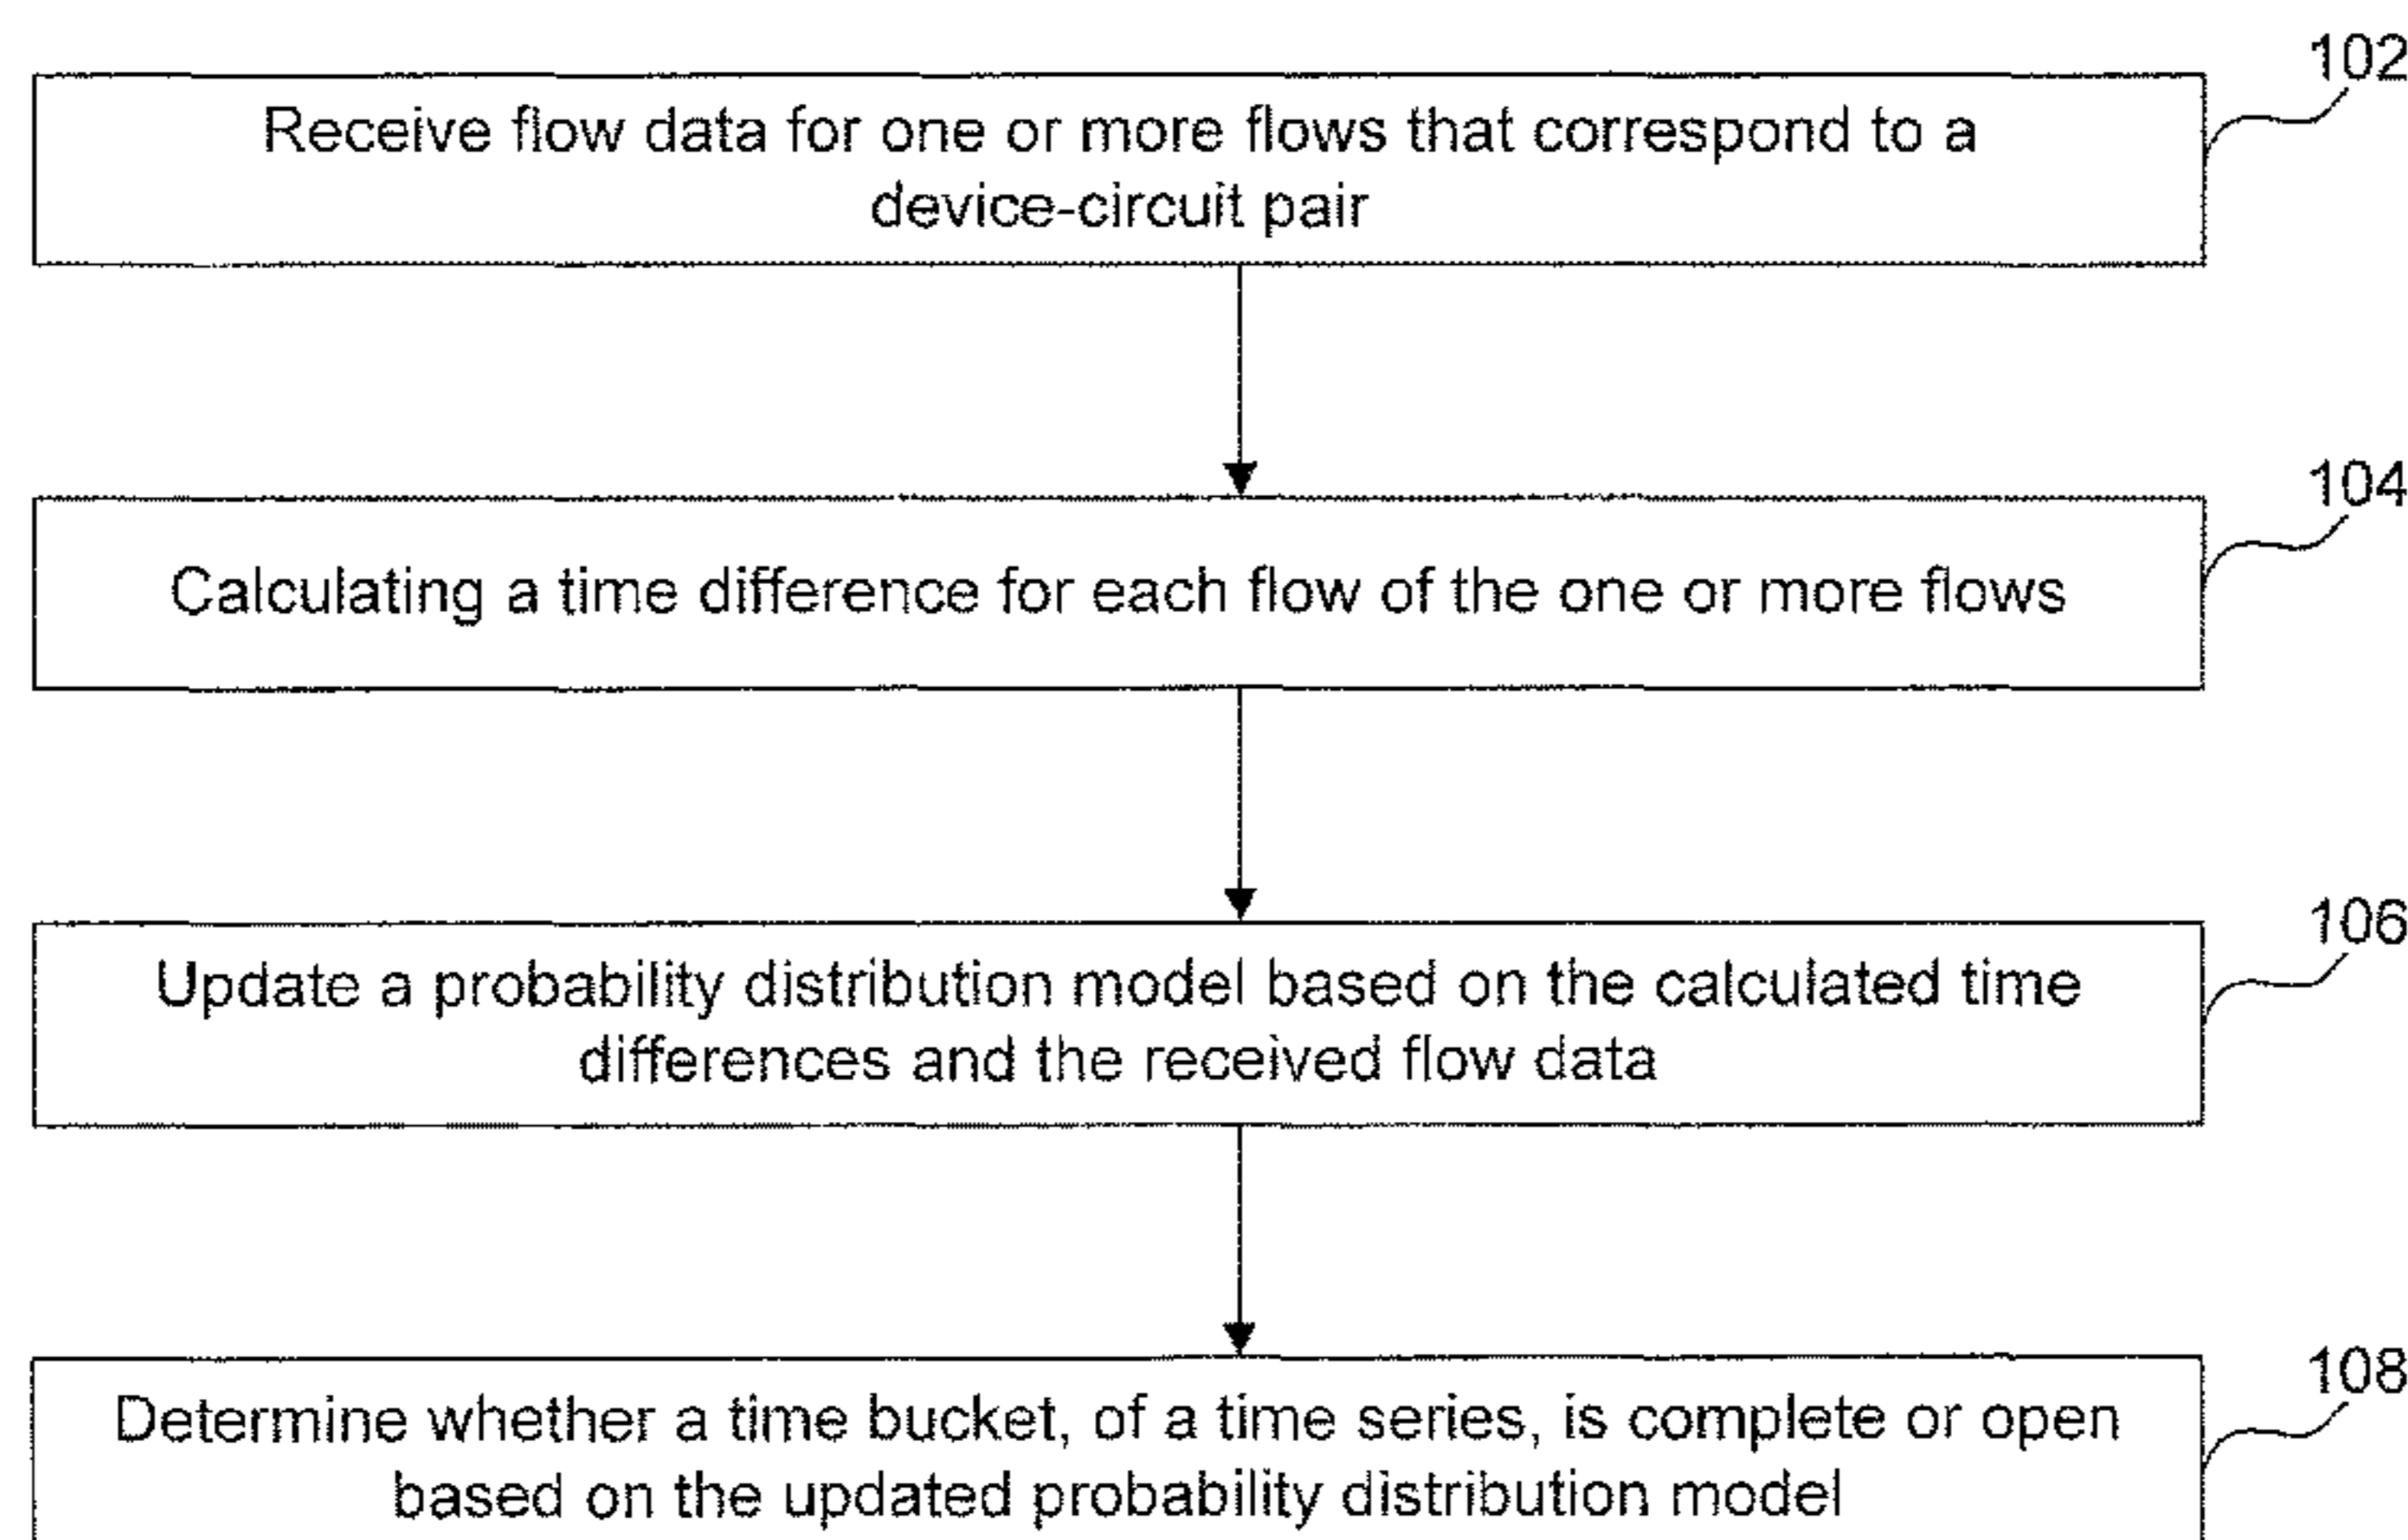 102
Receive flow data for one or more flows that correspond to a
device-circuit pair
104
Calculating a time difference for each flow of the one or more flows
106
Update a probability distribution model based on the calculated time
differences and the received flow data
108
Determine whether a time bucket, of a time series, is complete or open
based on the updated probability distribution model